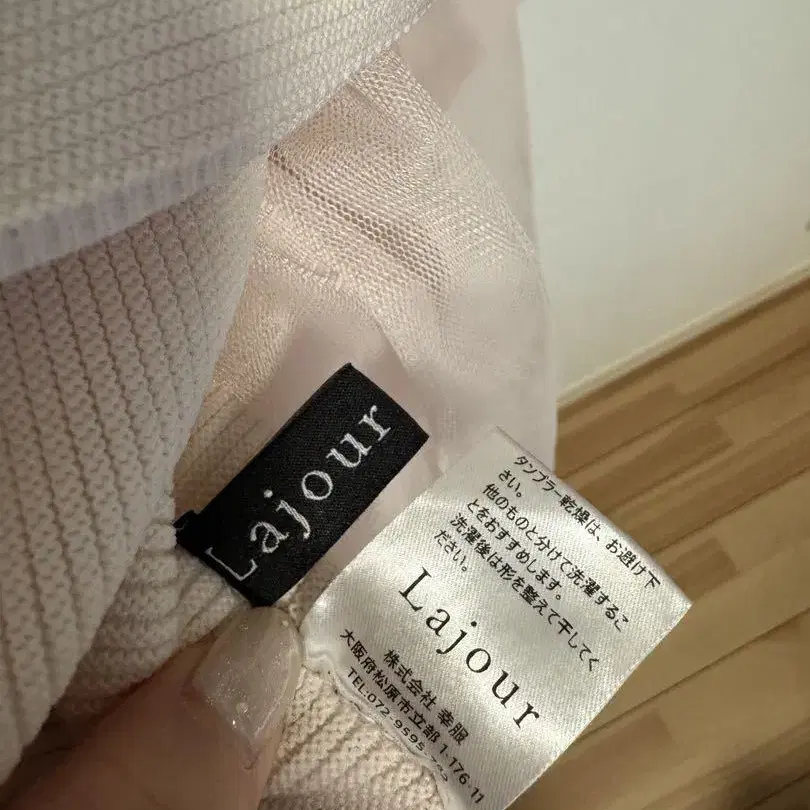 Lajour
タンブラー乾燥は、お避け下
さい。
他のものと分けて洗濯するこ
とをおすすめします。
洗濯後は形を整えて干してく
ださい。
Lajour
株式会社 幸服
大阪府松原市立部 1-176-11
TEL:072-9595-